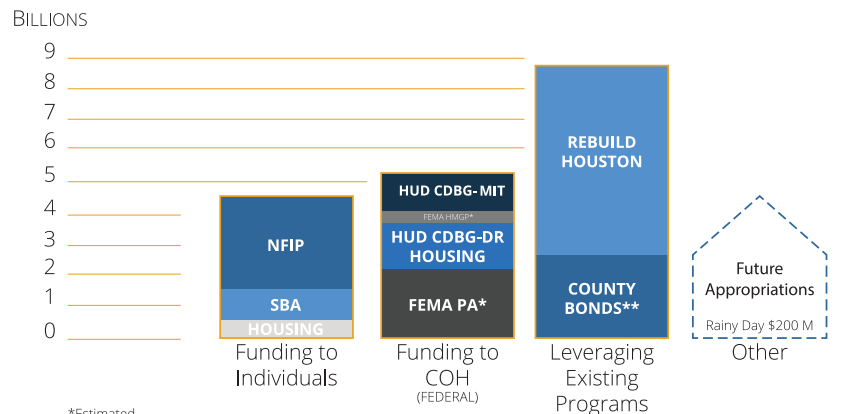 BILLIONS
9
8
7
6
5
4
3
2
1
0
NFIP
SBA
HOUSING
HUD CDBG-MIT
FEMA HMGP*
HUD CDBG-DR
HOUSING
FEMA PA*
REBUILD
HOUSTON
COUNTY
BONDS**
Future
Appropriations
Rainy Day $200 M
Funding to
Individuals
Funding to
COH
(FEDERAL)
Leveraging
Existing
Programs
Other
*Estimated